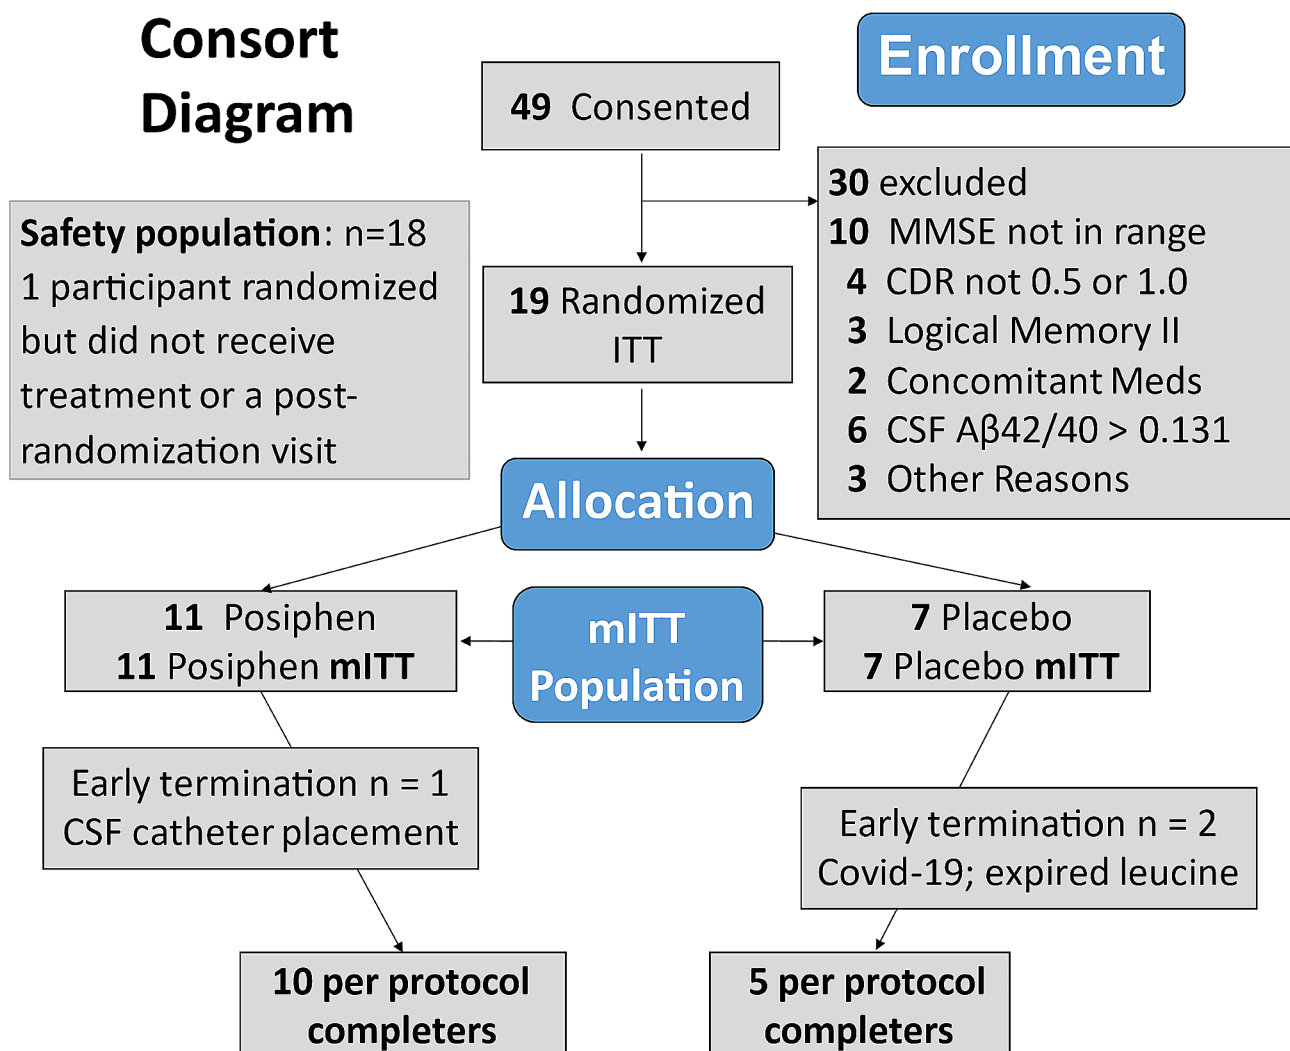 Consort
Diagram
Enrollment
49 Consented
30 excluded
10 MMSE not in range
4 CDR not 0.5 or 1.0
3 Logical Memory II
2 Concomitant Meds
6 CSF Aβ42/40 > 0.131
3 Other Reasons
Safety population: n=18
1 participant randomized
but did not receive
treatment or a post-
randomization visit
19 Randomized
ITT
Allocation
11 Posiphen
11 Posiphen mITT
mITT
Population
7 Placebo
7 Placebo mITT
Early termination n = 1
CSF catheter placement
Early termination n = 2
Covid-19; expired leucine
10 per protocol
completers
5 per protocol
completers